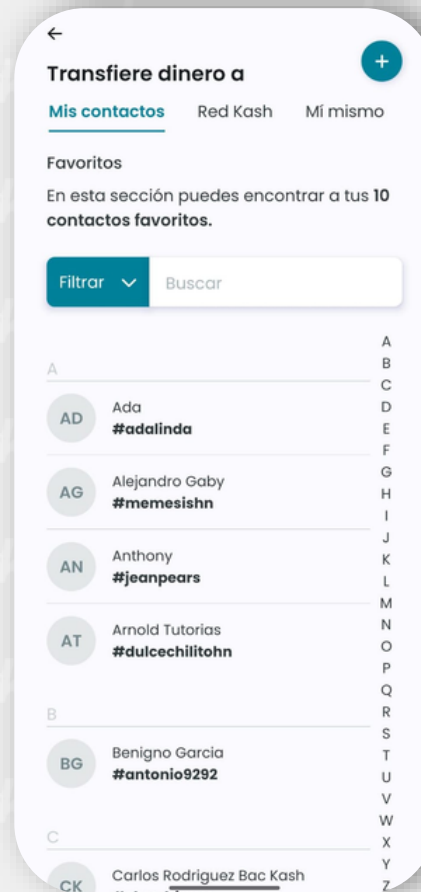 ←
Transfiere dinero a
+
Mis contactos Red Kash Mí mismo
Favoritos
En esta sección puedes encontrar a tus 10
contactos favoritos.
Filtrar Buscar
A
AD
Ada
#adalinda
AG
Alejandro Gaby
#memesishn
AN
Anthony
#jeanpears
AT
Arnold Tutorias
#dulcechilitohn
B
BG
Benigno Garcia
#antonio9292
C
CK
Carlos Rodriguez Bac Kash
A
B
C
D
E
F
G
H
I
J
K
L
M
N
O
P
Q
R
S
T
U
V
W
X
Y
Z